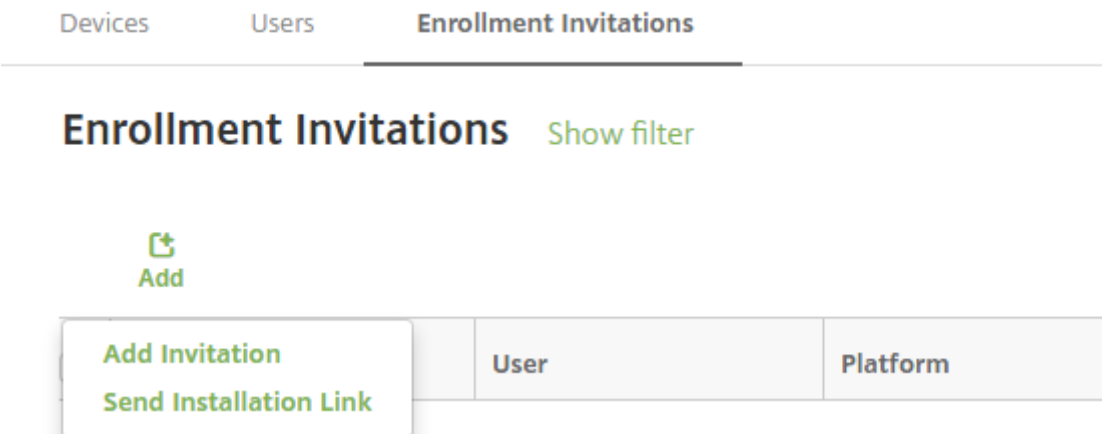 Devices Users Enrollment Invitations
Enrollment Invitations Show filter
Add
Add Invitation
Send Installation Link
User Platform